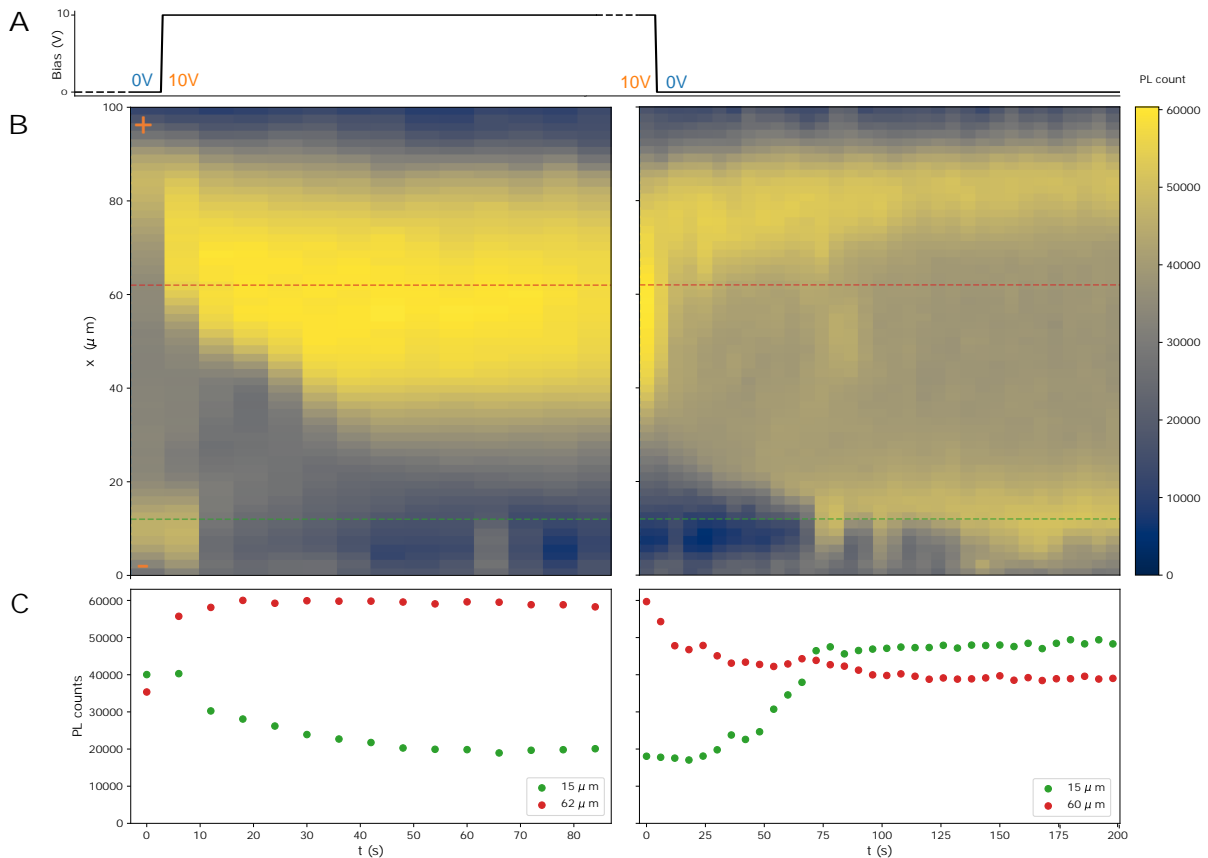 A
Bias (V)
10
0
0V
10V
10V
0V
PL count
B
x (μ m)
100
80
60
40
20
0
+
-
60000
50000
40000
30000
20000
10000
0
C
PL counts
60000
50000
40000
30000
20000
10000
0
15 μ m
62 μ m
15 μ m
60 μ m
0 10 20 30 40 50 60 70 80
0 25 50 75 100 125 150 175 200
t (s)
t (s)